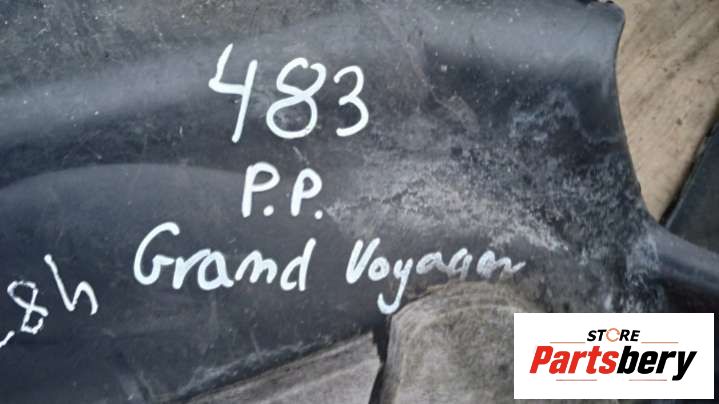 483
P.P.
Grand Voyager
STORE
Partsbery